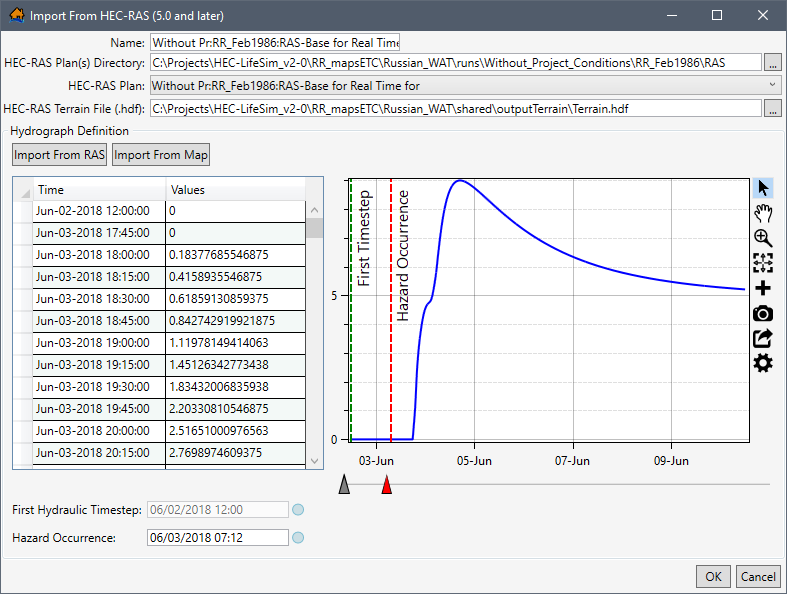 Import From HEC-RAS (5.0 and later)
Name: Without Pr:RR_Feb1986:RAS-Base for Real Time
HEC-RAS Plan(s) Directory: C:\Projects\HEC-LifeSim_v2-0\RR_mapsETC\Russian_WAT\runs\Without_Project_Conditions\RR_Feb1986\RAS ...
HEC-RAS Plan: Without Pr:RR_Feb1986:RAS-Base for Real Time for
HEC-RAS Terrain File (.hdf): C:\Projects\HEC-LifeSim_v2-0\RR_mapsETC\Russian_WAT\shared\outputTerrain\Terrain.hdf ...
Hydrograph Definition
Import From RAS Import From Map
Time Values
Jun-02-2018 12:00:00 0
Jun-03-2018 17:45:00 0
Jun-03-2018 18:00:00 0.18377685546875
Jun-03-2018 18:15:00 0.4158935546875
Jun-03-2018 18:30:00 0.61859130859375
Jun-03-2018 18:45:00 0.842742919921875
Jun-03-2018 19:00:00 1.11978149414063
Jun-03-2018 19:15:00 1.45126342773438
Jun-03-2018 19:30:00 1.83432006835938
Jun-03-2018 19:45:00 2.20330810546875
Jun-03-2018 20:00:00 2.51651000976563
Jun-03-2018 20:15:00 2.7698974609375
First Timestep
Hazard Occurrence
5
0
03-Jun 05-Jun 07-Jun 09-Jun
First Hydraulic Timestep: 06/02/2018 12:00
Hazard Occurrence: 06/03/2018 07:12
OK Cancel